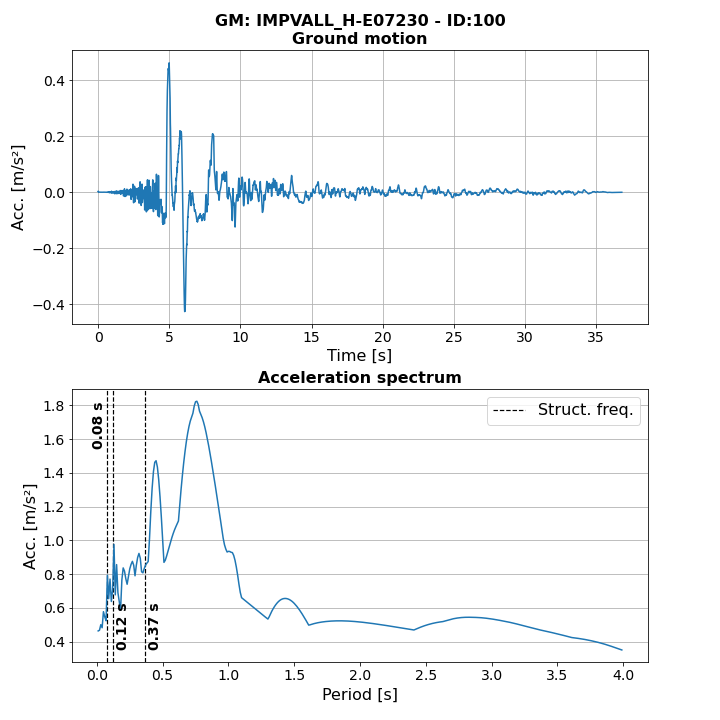 GM: IMPVALL_H-E07230 - ID:100
Ground motion
Acc. [m/s²]
0.4
0.2
0.0
−0.2
−0.4
0 5 10 15 20 25 30 35
Time [s]
Acceleration spectrum
Struct. freq.
0.08 s
0.12 s
0.37 s
Acc. [m/s²]
1.8
1.6
1.4
1.2
1.0
0.8
0.6
0.4
0.0 0.5 1.0 1.5 2.0 2.5 3.0 3.5 4.0
Period [s]